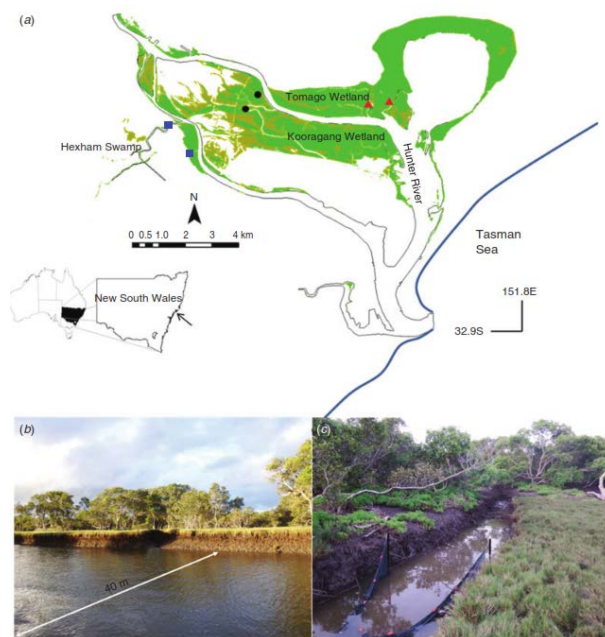 (a)
Tomago Wetland
Kooragang Wetland
Hexham Swamp
Hunter River
N
0 0.5 1.0 2 3 4 km
Tasman
Sea
New South Wales
151.8E
32.9S
(b)
40 m
(c)